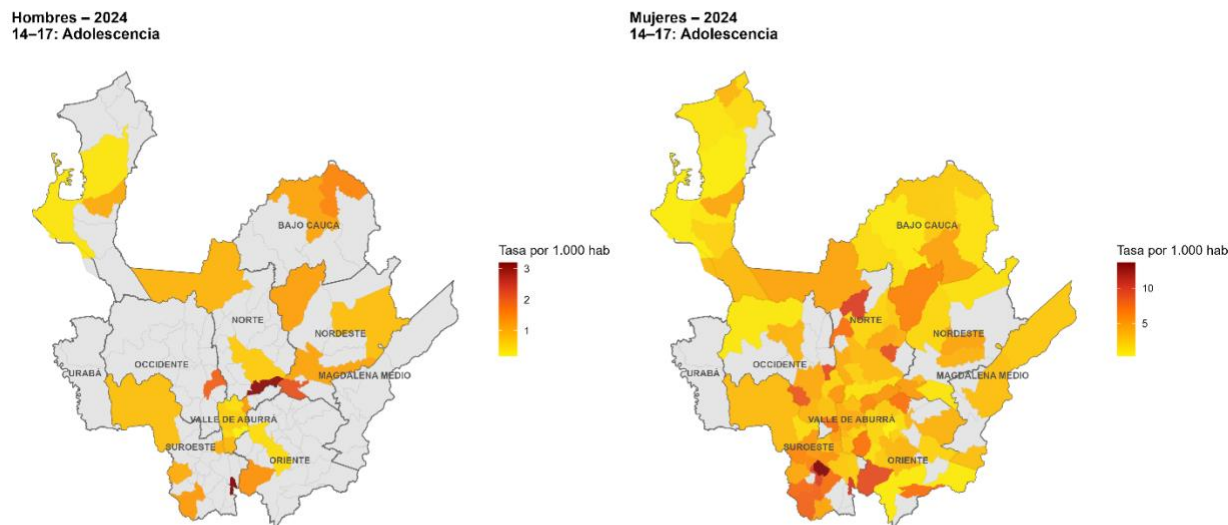 Hombres – 2024
14–17: Adolescencia
BAJO CAUCA
NORTE
NORDESTE
OCCIDENTE
URABÁ
MAGDALENA MEDIO
VALLE DE ABURRÁ
SUROESTE
ORIENTE
Tasa por 1.000 hab
3
2
1
Mujeres – 2024
14–17: Adolescencia
BAJO CAUCA
NORTE
NORDESTE
OCCIDENTE
URABÁ
MAGDALENA MEDIO
VALLE DE ABURRÁ
SUROESTE
ORIENTE
Tasa por 1.000 hab
10
5